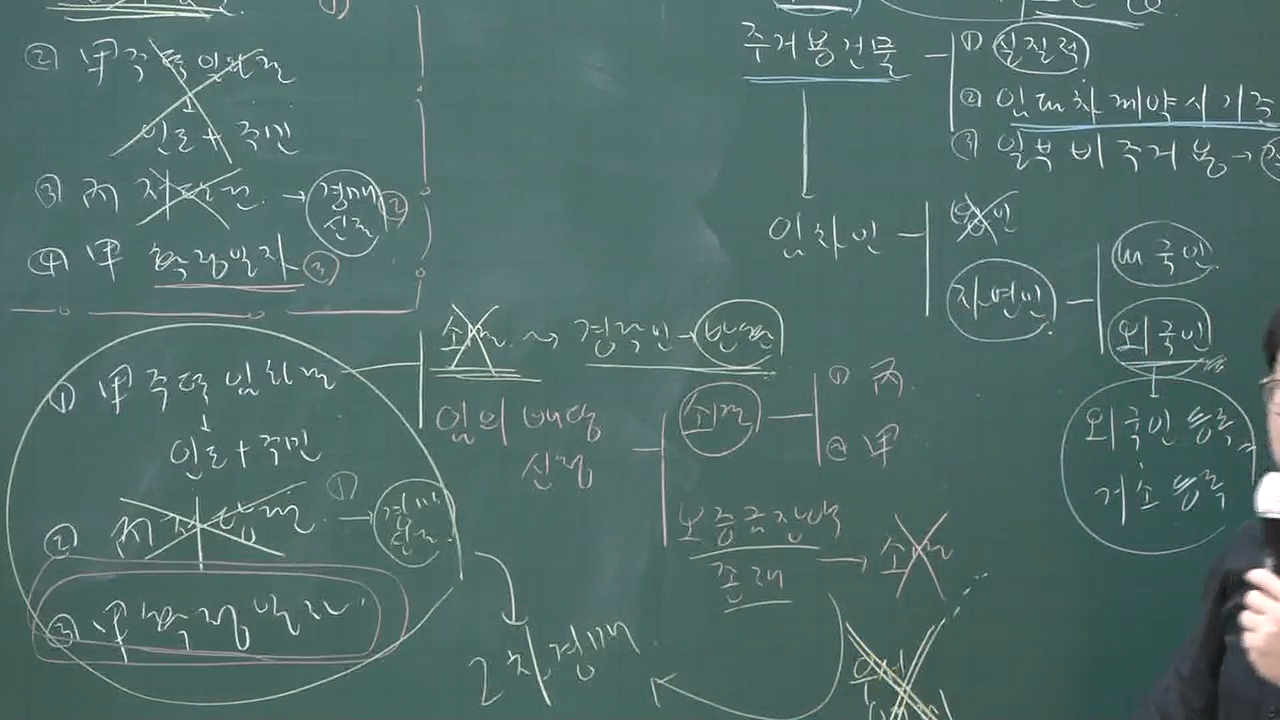 ② 甲 주택임차권
인도 + 주민
③ 丙 저당권 → 경매신청 ②
④ 甲 확정일자 ③
① 甲 주택 임차권
인도 + 주민
② 丙 저당권 → ①
③ 甲 확정일자
소멸 ~> 경락인 → 반환
임의 배당
신청
소멸
① 丙
② 甲
보증금잔액
존재
→ 소멸
2차 경매
주거용건물
① 실질적
② 임대차계약시 기준
③ 일부 비주거용 →
임차인
법인
자연인
내국인
외국인
외국인 등록
거소 등록